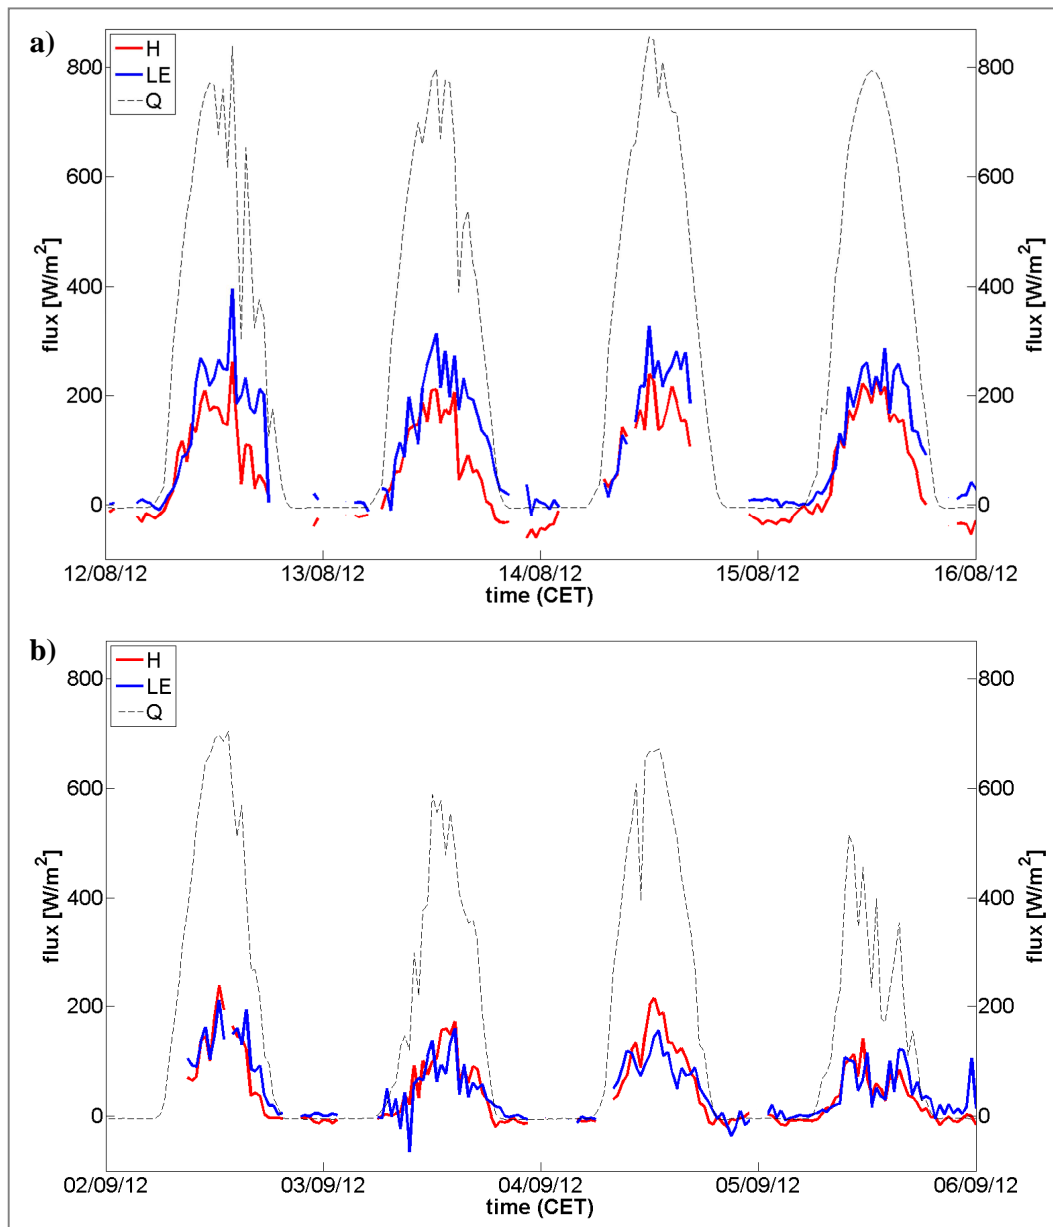 a)
H
LE
Q
800
600
400
200
0
800
600
400
200
0
flux [W/m²]
flux [W/m²]
12/08/12 13/08/12 14/08/12 15/08/12 16/08/12
time (CET)
b)
H
LE
Q
800
600
400
200
0
800
600
400
200
0
flux [W/m²]
flux [W/m²]
02/09/12 03/09/12 04/09/12 05/09/12 06/09/12
time (CET)